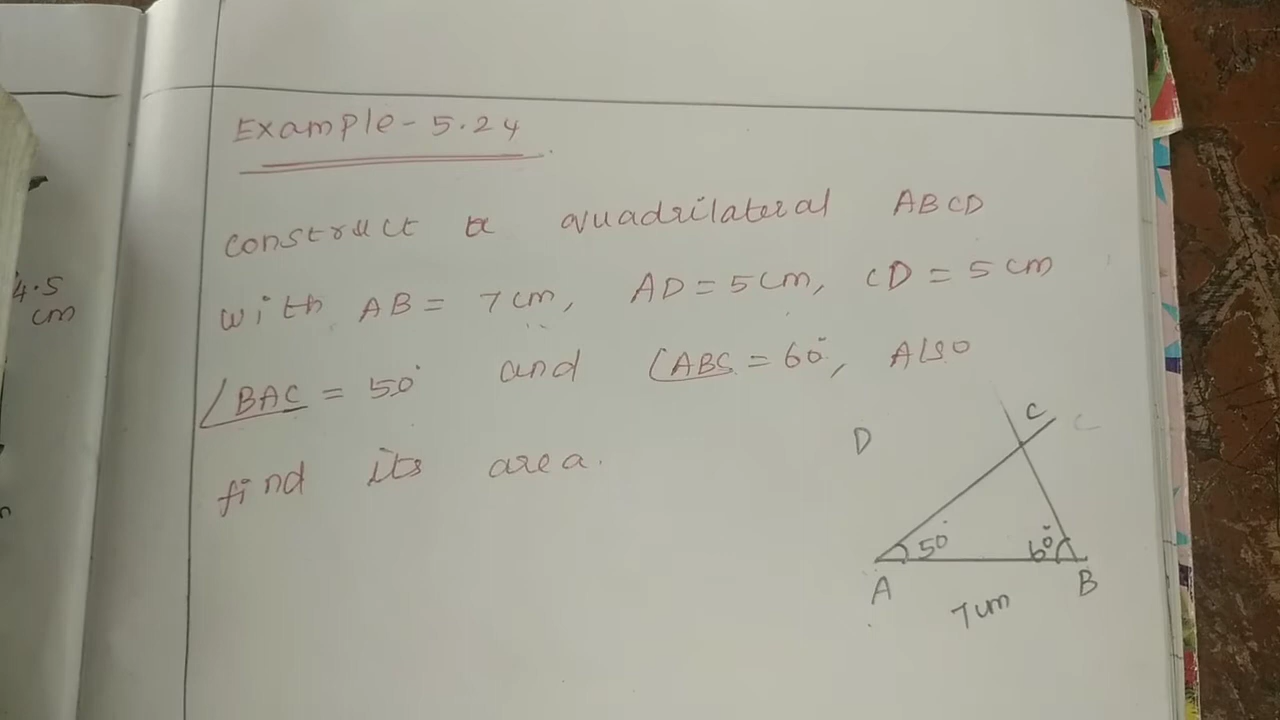 Example - 5.24
construct a quadrilateral ABCD
with AB = 7cm, AD = 5cm, CD = 5cm
∠BAC = 50° and ∠ABC = 60°, Also
find its area.
4.5
cm
D
C
C
50°
60°
A
B
7cm